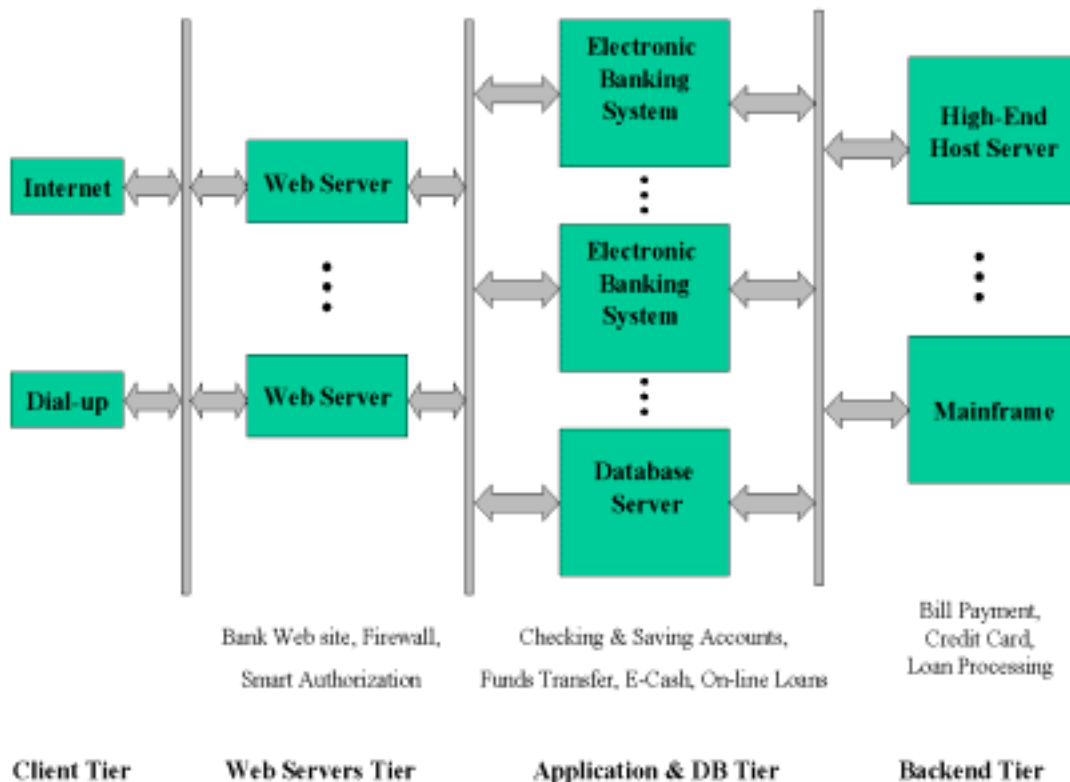 Electronic
Banking
System
High-End
Host Server
Internet
Web Server
Electronic
Banking
System
Dial-up
Web Server
Mainframe
Database
Server
Bank Web site, Firewall,
Smart Authorization
Checking & Saving Accounts,
Funds Transfer, E-Cash, On-line Loans
Bill Payment,
Credit Card,
Loan Processing
Client Tier
Web Servers Tier
Application & DB Tier
Backend Tier